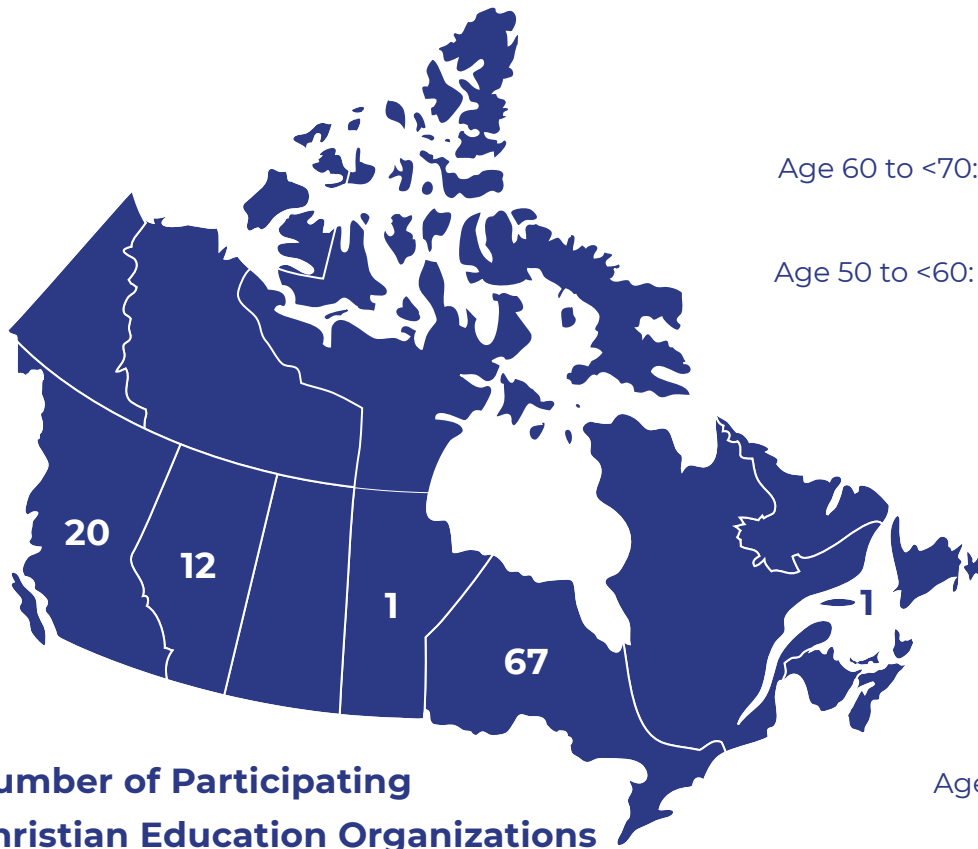 Age 60 to <70:
Age 50 to <60:
20
12
1
1
67
umber of Participating
Age
hristian Education Organizations